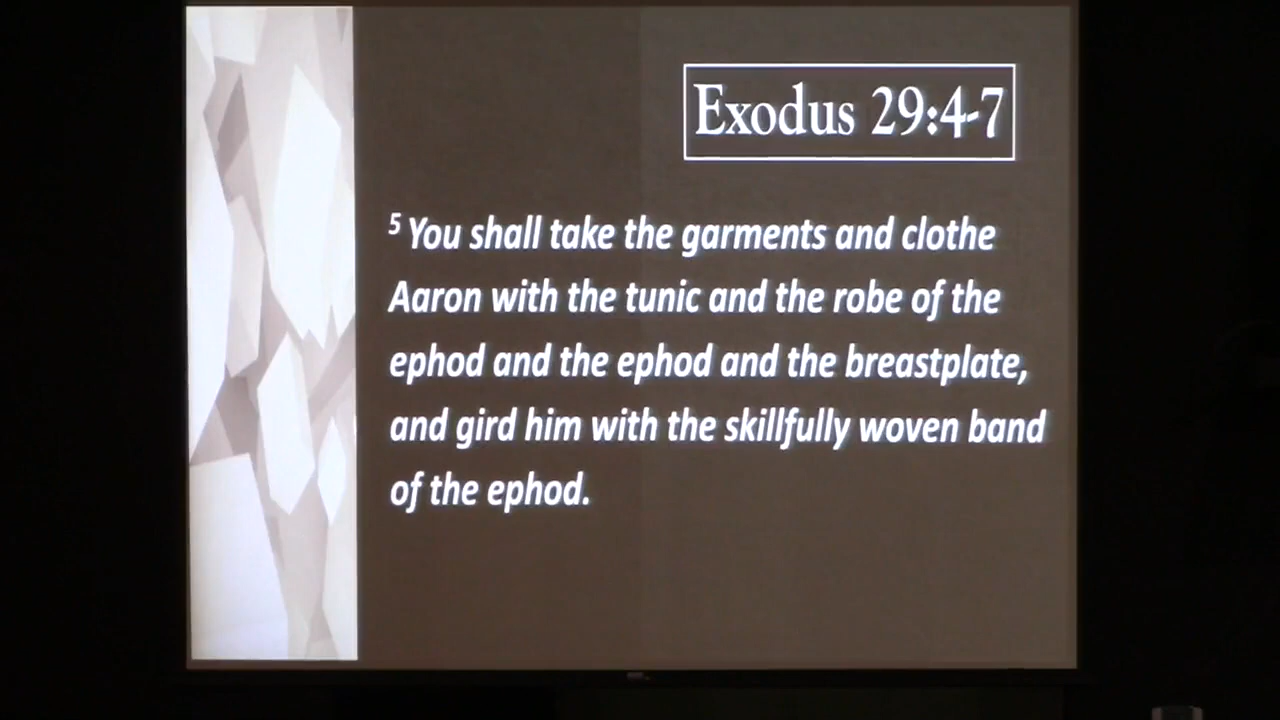 Exodus 29:4-7
5 You shall take the garments and clothe
Aaron with the tunic and the robe of the
ephod and the ephod and the breastplate,
and gird him with the skillfully woven band
of the ephod.